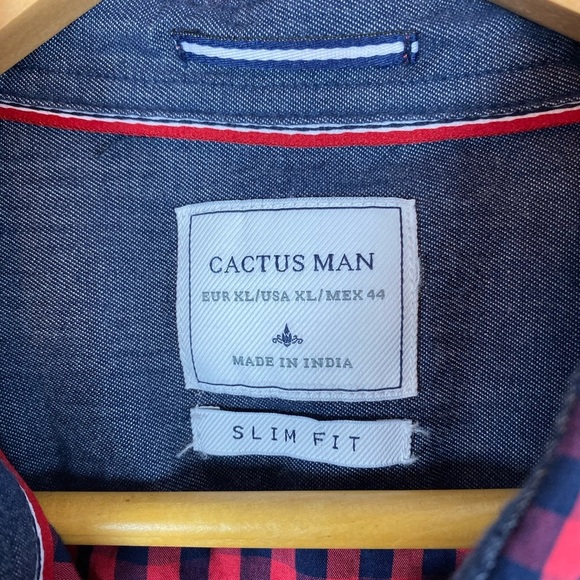 CACTUS MAN
EUR XL/USA XL/MEX 44
MADE IN INDIA
SLIM FIT